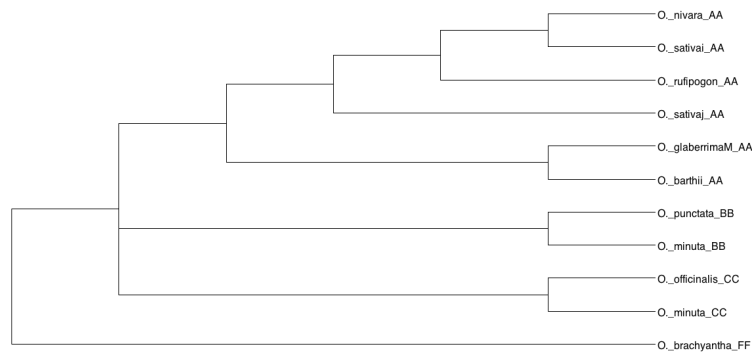 O._nivara_AA
O._sativai_AA
O._rufipogon_AA
O._sativaj_AA
O._glaberrimaM_AA
O._barthii_AA
O._punctata_BB
O._minuta_BB
O._officinalis_CC
O._minuta_CC
O._brachyantha_FF